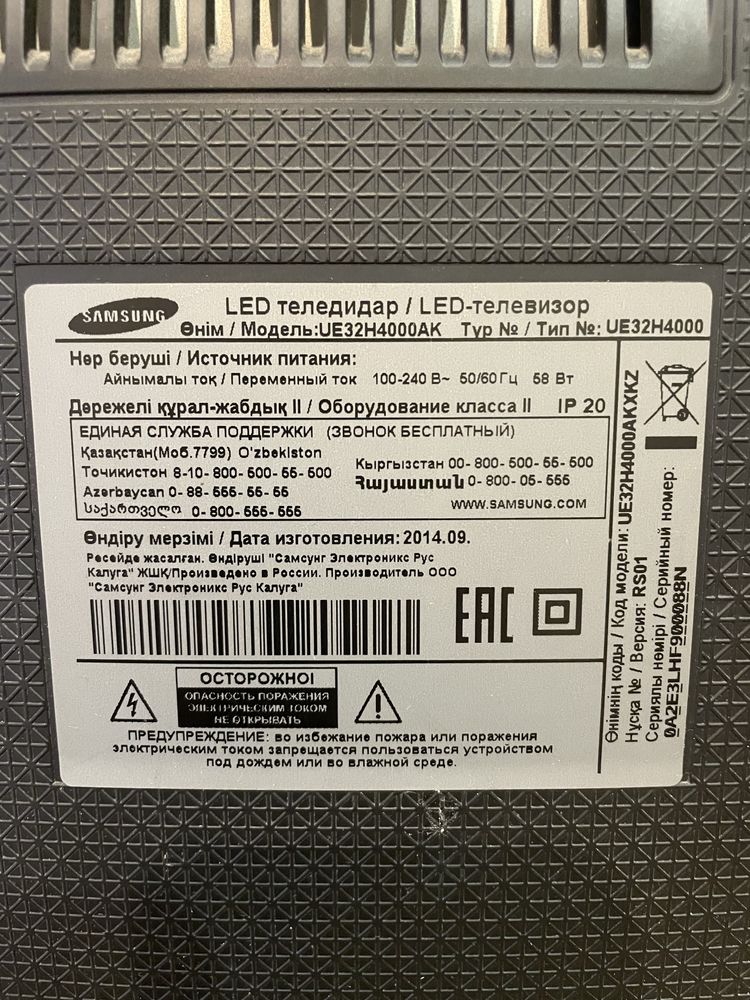 SAMSUNG
LED теледидар / LED-телевизор
Өнім / Модель:UE32H4000AK Түр № / Тип №: UE32H4000
Нәр беруші / Источник питания:
Айнымалы тоқ / Переменный ток 100-240 В~ 50/60 Гц 58 Вт
Дәрежелі құрал-жабдық II / Оборудование класса II IP 20
ЕДИНАЯ СЛУЖБА ПОДДЕРЖКИ (ЗВОНОК БЕСПЛАТНЫЙ)
Қазақстан(Моб.7799) O'zbekiston
Точикистон 8-10-800-500-55-500
Кыргызстан 00-800-500-55-500
Azərbaycan 0-88-555-55-55
Հայաստան 0-800-05-555
საქართველო 0-800-555-555
WWW.SAMSUNG.COM
Өндіру мерзімі / Дата изготовления: 2014.09.
Ресейде жасалған. Өндіруші "Самсунг Электроникс Рус
Калуга" ЖШҚ/Произведено в России. Производитель ООО
"Самсунг Электроникс Рус Калуга"
EAC
ОСТОРОЖНО!
ОПАСНОСТЬ ПОРАЖЕНИЯ
ЭЛЕКТРИЧЕСКИМ ТОКОМ
НЕ ОТКРЫВАТЬ
ПРЕДУПРЕЖДЕНИЕ: во избежание пожара или поражения
электрическим током запрещается пользоваться устройством
под дождем или во влажной среде.
Өнімнің коды / Код модели: UE32H4000AKXKZ
Нұсқа № / Версия: RS01
Сериялы нөмірі / Серийный номер:
0A2E3LHF900088N